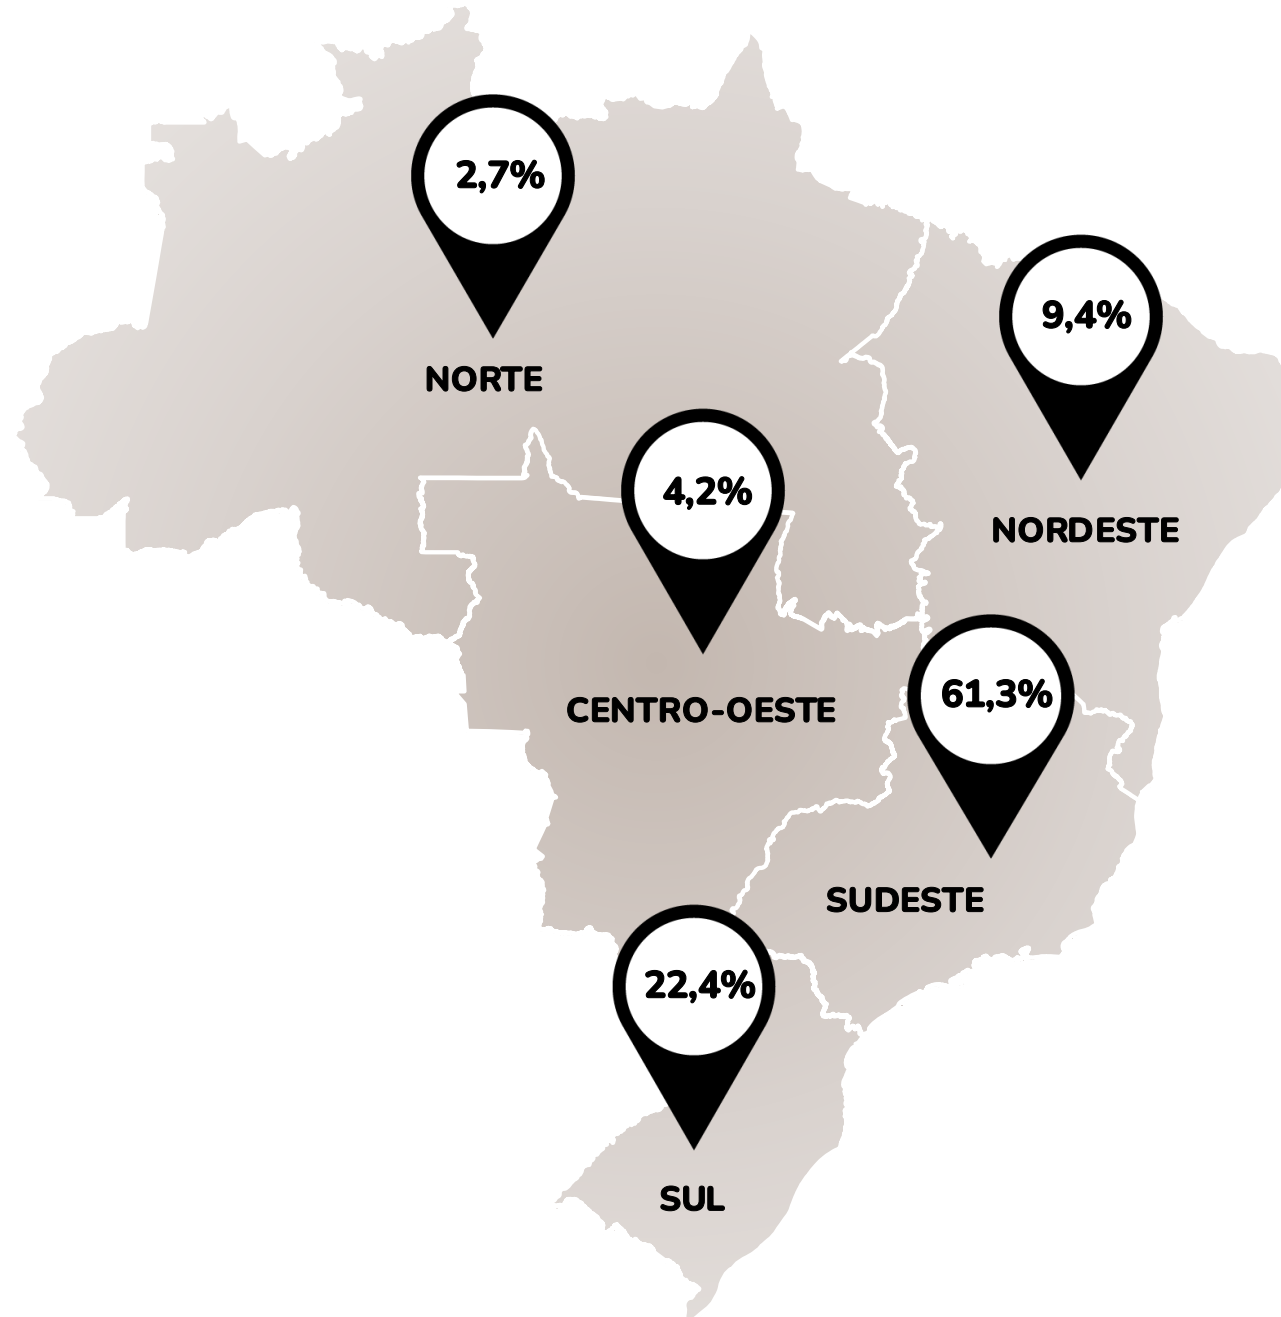 2,7%
NORTE
9,4%
NORDESTE
4,2%
CENTRO-OESTE
61,3%
SUDESTE
22,4%
SUL